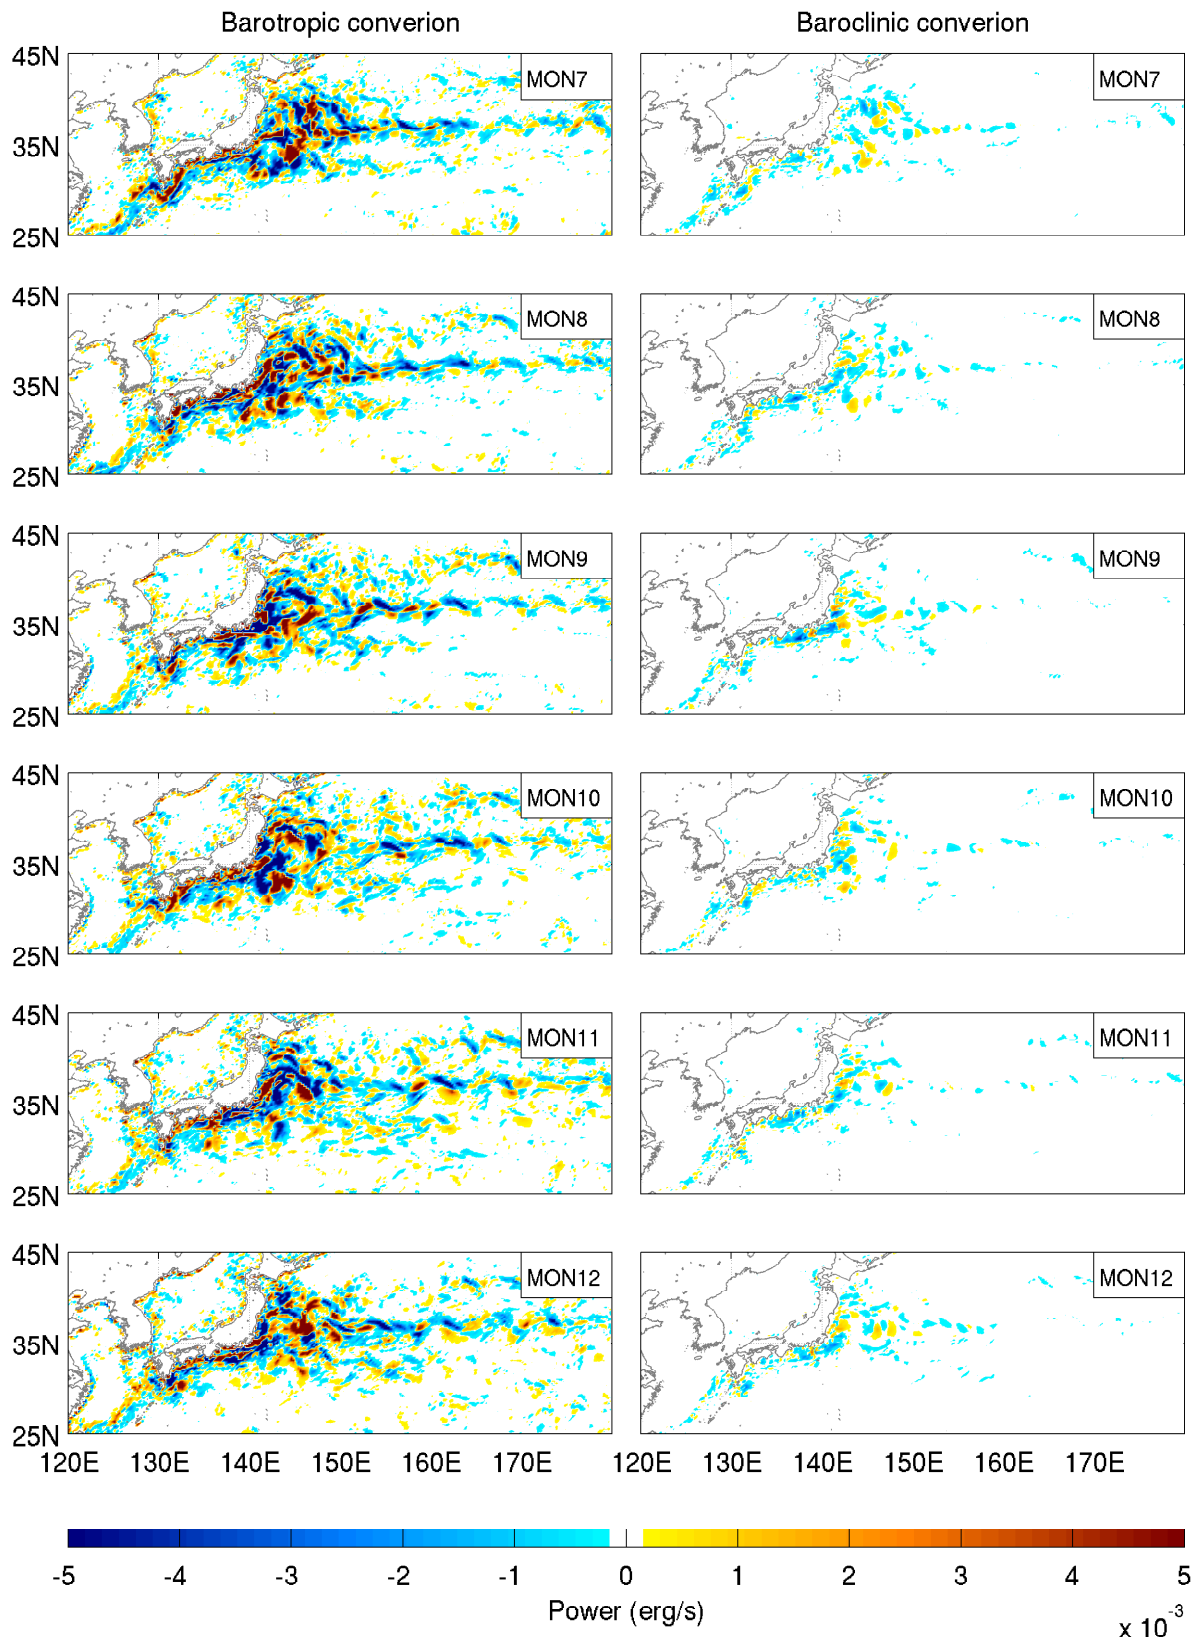 Barotropic converion Baroclinic converion
45N MON7 MON7
35N
25N
45N MON8 MON8
35N
25N
45N MON9 MON9
35N
25N
45N MON10 MON10
35N
25N
45N MON11 MON11
35N
25N
45N MON12 MON12
35N
25N
120E 130E 140E 150E 160E 170E 120E 130E 140E 150E 160E 170E
-5 -4 -3 -2 -1 0 1 2 3 4 5
Power (erg/s)
x 10^-3